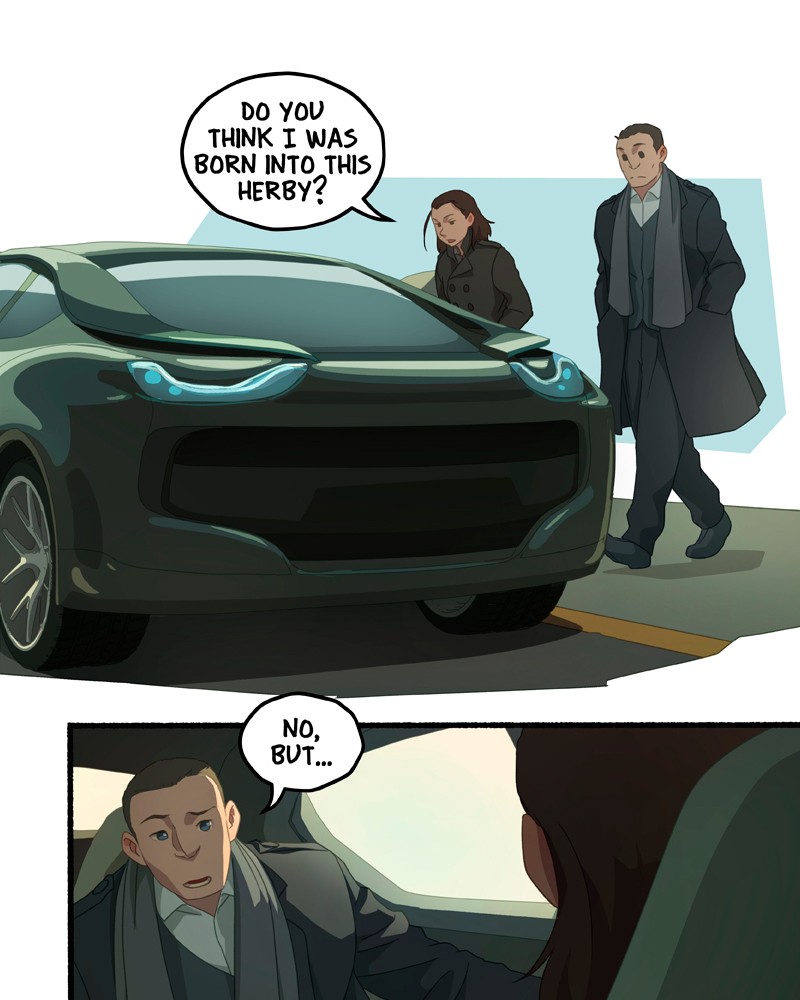 DO YOU
THINK I WAS
BORN INTO THIS
HERBY?
NO,
BUT...